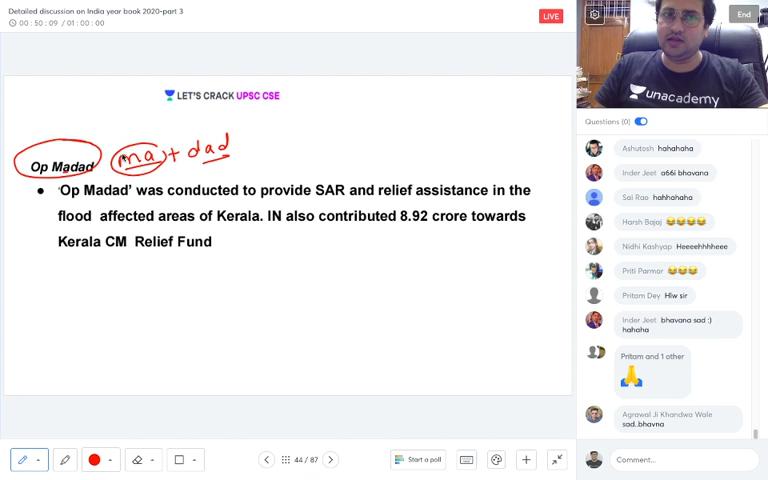 Detailed discussion on India year book 2020-part 3
00 : 50 : 09 / 01 : 00 : 00
LIVE
End
LET'S CRACK UPSC CSE
unacademy
Questions (0)
Op Madad
ma + dad
• 'Op Madad' was conducted to provide SAR and relief assistance in the
flood affected areas of Kerala. IN also contributed 8.92 crore towards
Kerala CM Relief Fund
Ashutosh hahahaha
Inder Jeet a66i bhavana
Sai Rao hahhahaha
Harsh Bajaj 😂😂😂😂
Nidhi Kashyap Heeeehhhheee
Priti Parmar 😂😂😂
Pritam Dey Hlw sir
Inder Jeet bhavana sad :)
hahaha
Pritam and 1 other
🙏
Agrawal Ji Khandwa Wale
sad..bhavna
44 / 87
Start a poll
Comment...